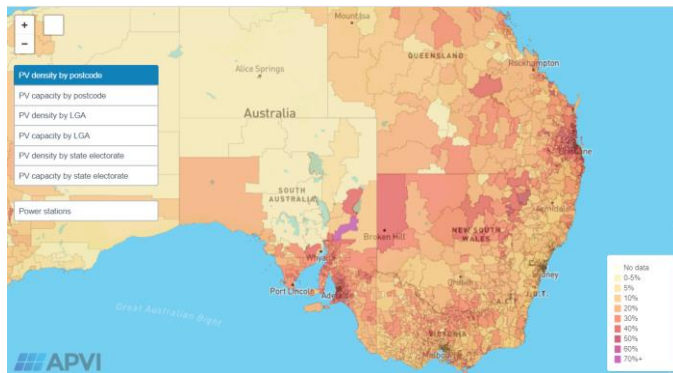 +
−
PV density by postcode
PV capacity by postcode
PV density by LGA
PV capacity by LGA
PV density by state electorate
PV capacity by state electorate
Power stations
Mount Isa
QUEENSLAND
Rockhampton
Alice Springs
Australia
Brisbane
SOUTH
AUSTRALIA
Armidale
Broken Hill
NEW SOUTH
WALES
Whyalla
Sydney
Port Lincoln
Adelaide
A.C.T.
J.B.T.
Great Australian Bight
VICTORIA
Melbourne
No data
0-5%
5%
10%
20%
30%
40%
50%
60%
70%+
APVI